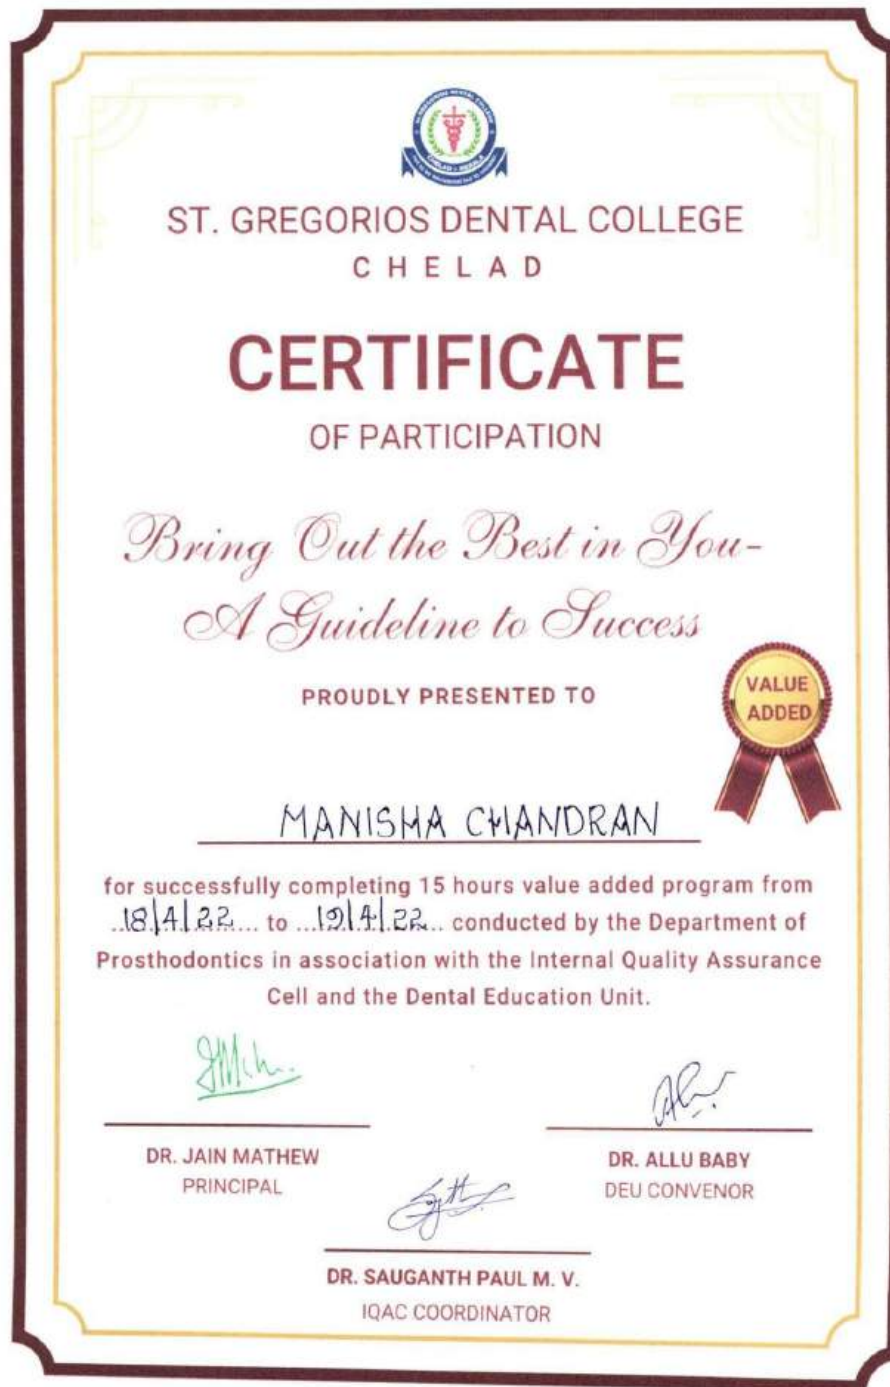 ST. GREGORIOS DENTAL COLLEGE
CHELAD
CERTIFICATE
OF PARTICIPATION
Bring Out the Best in You-
A Guideline to Success
PROUDLY PRESENTED TO
VALUE
ADDED
MANISHA CHANDRAN
for successfully completing 15 hours value added program from
18/4/22 to 19/4/22 conducted by the Department of
Prosthodontics in association with the Internal Quality Assurance
Cell and the Dental Education Unit.
DR. JAIN MATHEW
PRINCIPAL
DR. ALLU BABY
DEU CONVENOR
DR. SAUGANTH PAUL M. V.
IQAC COORDINATOR